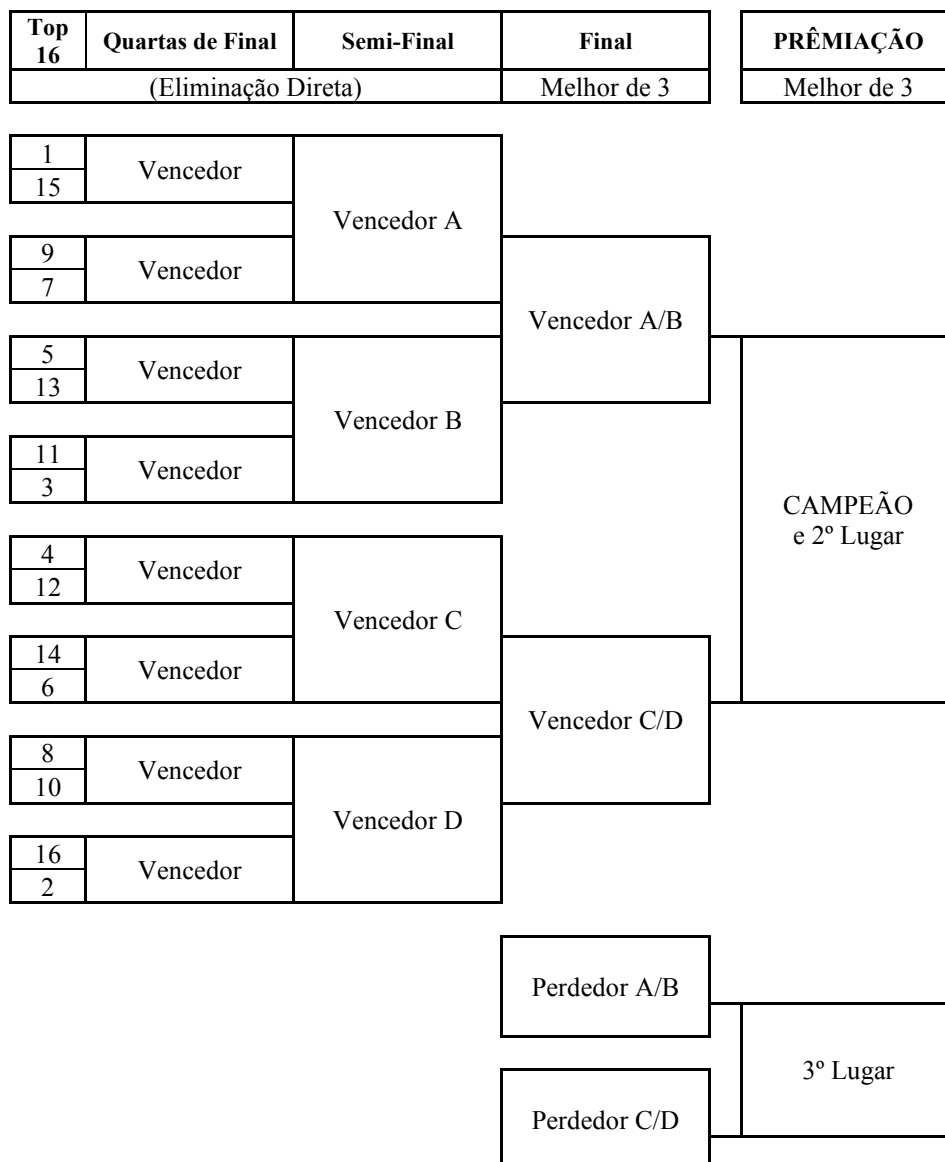 Top 16 Quartas de Final Semi-Final Final PRÊMIAÇÃO
(Eliminação Direta) Melhor de 3 Melhor de 3
1
Vencedor
15
Vencedor A
9
Vencedor
7
Vencedor A/B
5
Vencedor
13
Vencedor B
11
Vencedor
3
CAMPEÃO
e 2º Lugar
4
Vencedor
12
Vencedor C
14
Vencedor
6
Vencedor C/D
8
Vencedor
10
Vencedor D
16
Vencedor
2
Perdedor A/B
3º Lugar
Perdedor C/D